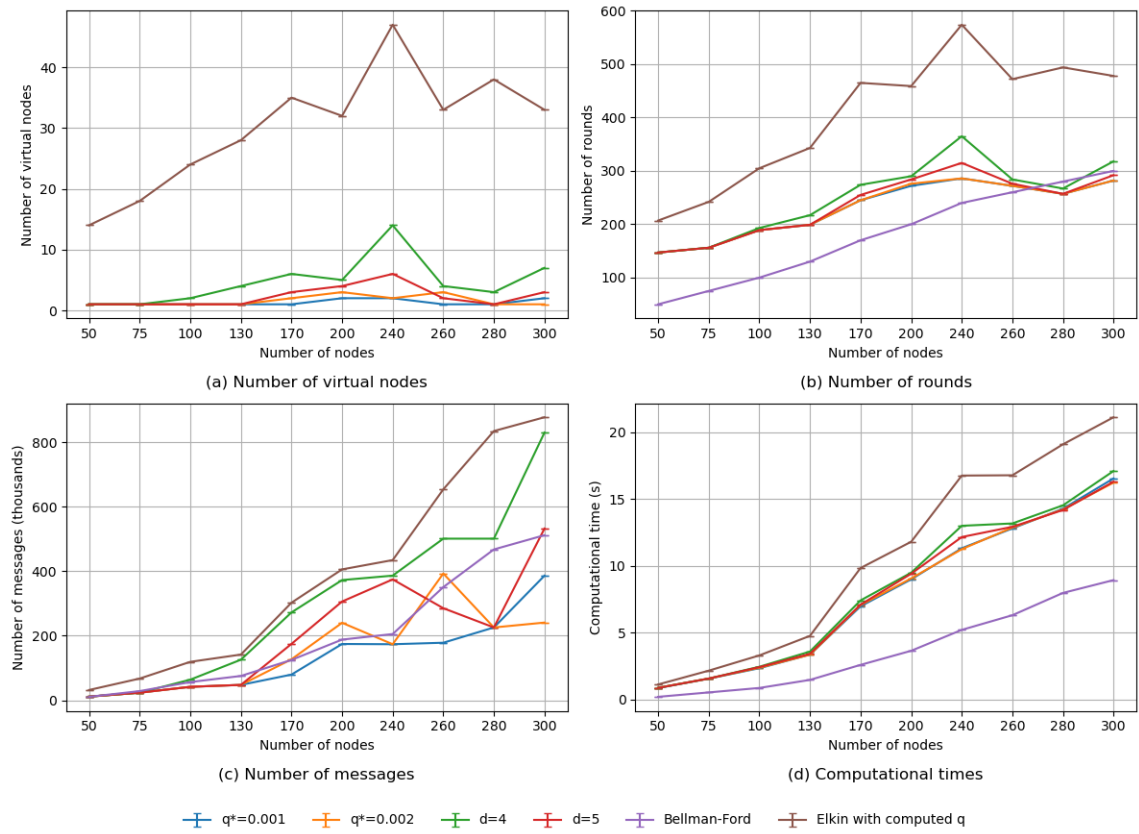 Number of virtual nodes
40
30
20
10
0
50 75 100 130 170 200 240 260 280 300
Number of nodes
(a) Number of virtual nodes
Number of rounds
600
500
400
300
200
100
50 75 100 130 170 200 240 260 280 300
Number of nodes
(b) Number of rounds
Number of messages (thousands)
800
600
400
200
0
50 75 100 130 170 200 240 260 280 300
Number of nodes
(c) Number of messages
Computational time (s)
20
15
10
5
0
50 75 100 130 170 200 240 260 280 300
Number of nodes
(d) Computational times
q*=0.001 q*=0.002 d=4 d=5 Bellman-Ford Elkin with computed q